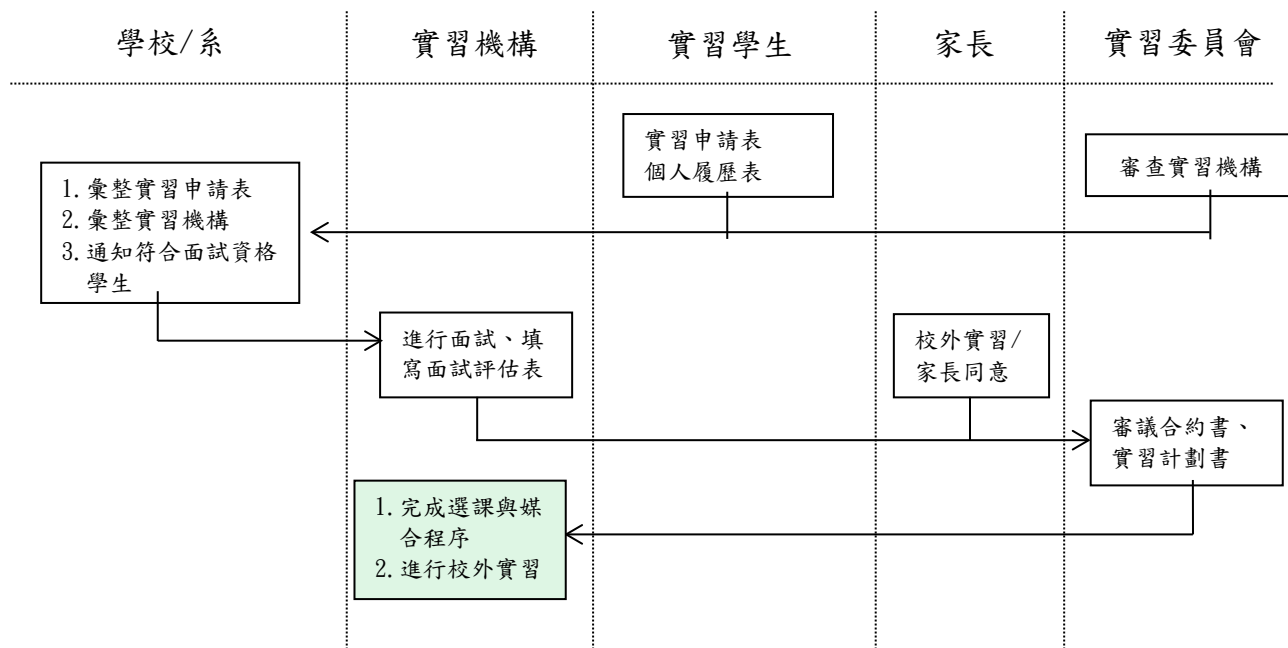 學校/系
實習機構
實習學生
家長
實習委員會
實習申請表
個人履歷表
審查實習機構
1. 彙整實習申請表
2. 彙整實習機構
3. 通知符合面試資格
學生
進行面試、填
寫面試評估表
校外實習/
家長同意
審議合約書、
實習計劃書
1. 完成選課與媒
合程序
2. 進行校外實習